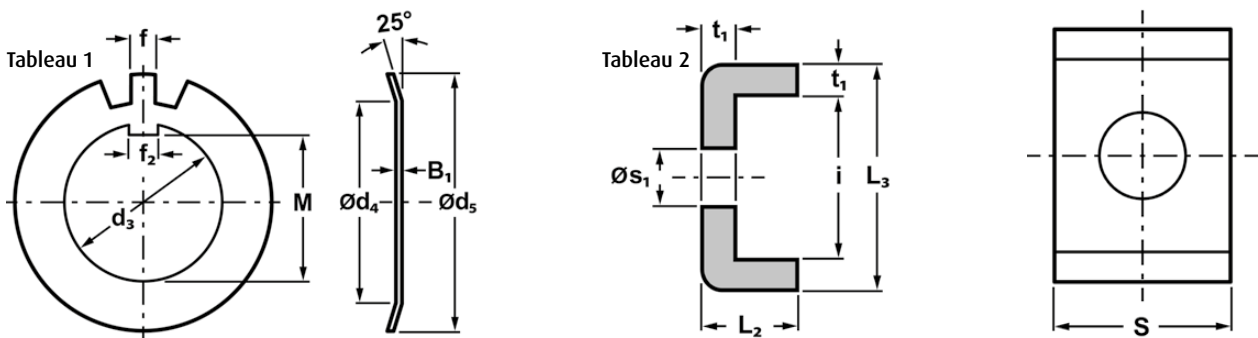 Tableau 1
f
f₂
d₃
M
25°
Ød₄
B₁
Ød₅
Tableau 2
t₁
t₁
Øs₁
i
L₃
L₂
S